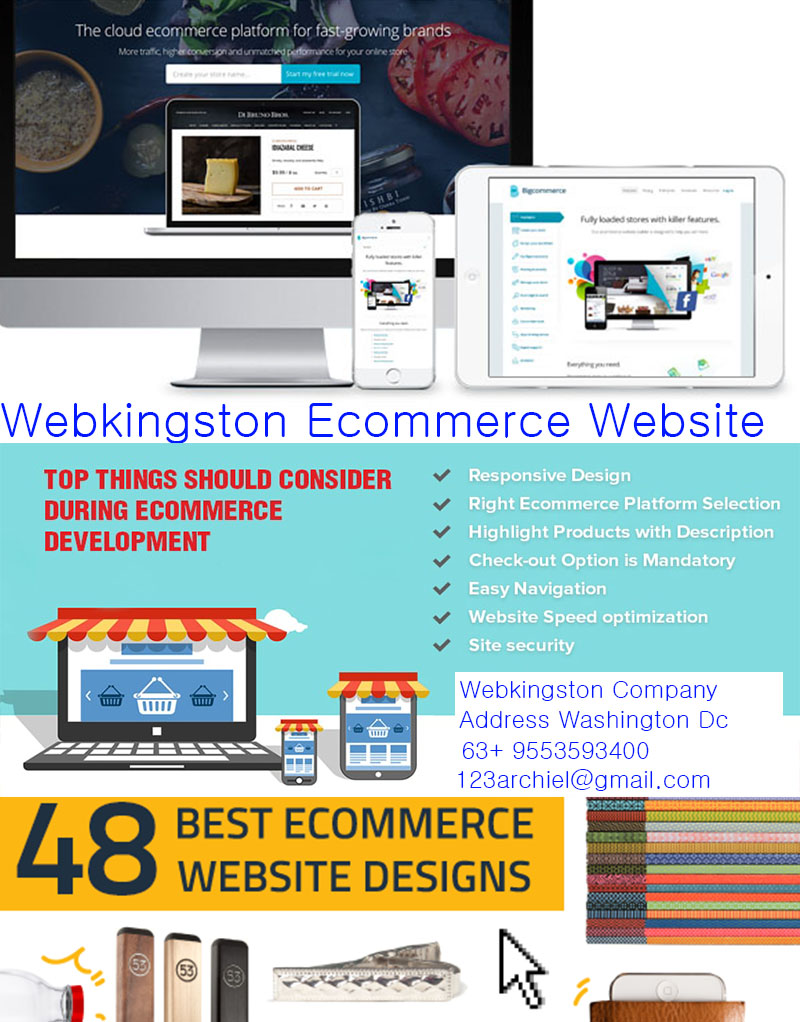 The cloud ecommerce platform for fast-growing brands
More traffic, higher conversion and unmatched performance for your online store
Create your store name...
Start my free trial now
DI BRUNO BROS.
IDIAZABAL CHEESE
ADD TO CART
Bigcommerce
Fully loaded stores with killer
features.
Everything you need.
Bigcommerce
Fully loaded stores with killer features.
Google
f
Everything you need.
Webkingston Ecommerce Website
TOP THINGS SHOULD CONSIDER
DURING ECOMMERCE
DEVELOPMENT
Responsive Design
Right Ecommerce Platform Selection
Highlight Products with Description
Check-out Option is Mandatory
Easy Navigation
Website Speed optimization
Site security
Webkingston Company
Address Washington Dc
63+ 9553593400
123archiel@gmail.com
48 BEST ECOMMERCE
WEBSITE DESIGNS
53
53
53